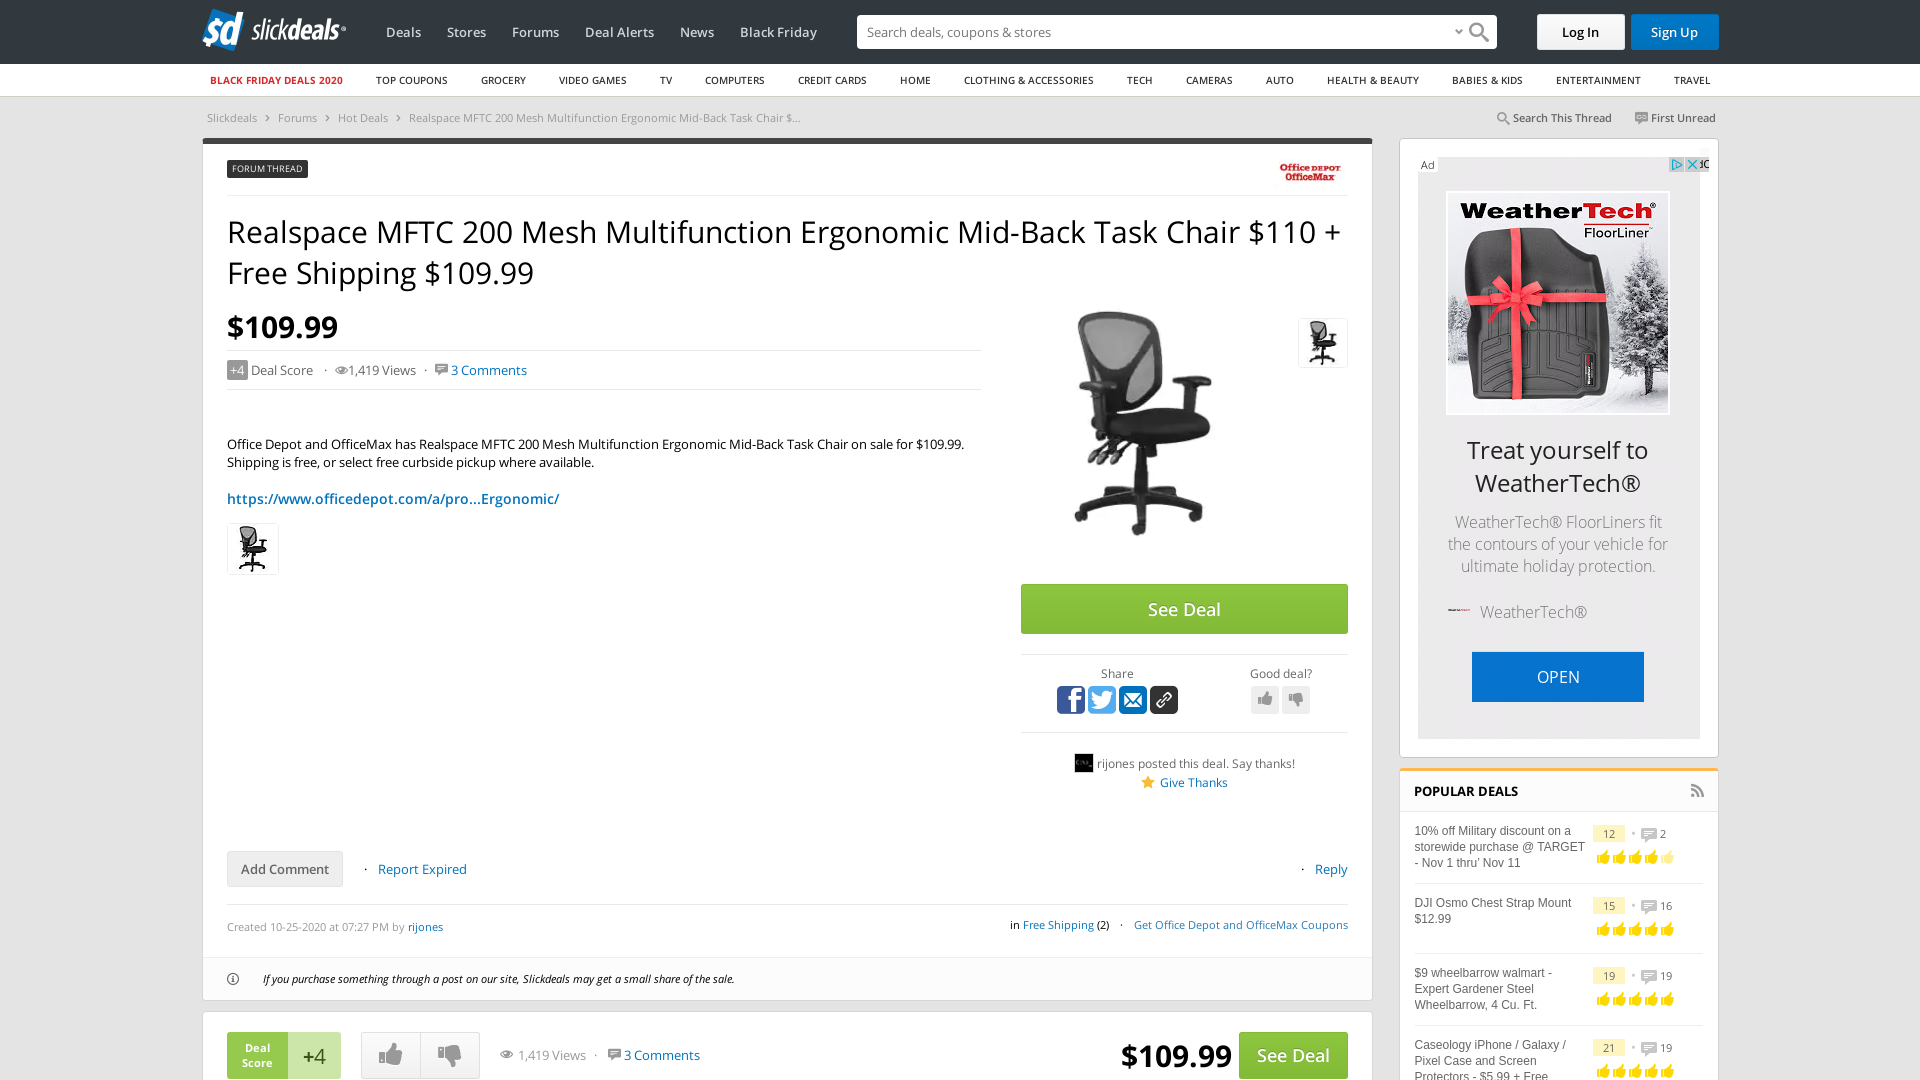 slickdeals
Deals
Stores
Forums
Deal Alerts
News
Black Friday
Search deals, coupons & stores
Log In
Sign Up
BLACK FRIDAY DEALS 2020
TOP COUPONS
GROCERY
VIDEO GAMES
TV
COMPUTERS
CREDIT CARDS
HOME
CLOTHING & ACCESSORIES
TECH
CAMERAS
AUTO
HEALTH & BEAUTY
BABIES & KIDS
ENTERTAINMENT
TRAVEL
Slickdeals › Forums › Hot Deals › Realspace MFTC 200 Mesh Multifunction Ergonomic Mid-Back Task Chair $...
Search This Thread
First Unread
FORUM THREAD
Office DEPOT
OfficeMax
Realspace MFTC 200 Mesh Multifunction Ergonomic Mid-Back Task Chair $110 +
Free Shipping $109.99
$109.99
+4 Deal Score · 1,419 Views · 3 Comments
Office Depot and OfficeMax has Realspace MFTC 200 Mesh Multifunction Ergonomic Mid-Back Task Chair on sale for $109.99.
Shipping is free, or select free curbside pickup where available.
https://www.officedepot.com/a/pro...Ergonomic/
See Deal
Share
Good deal?
rijones posted this deal. Say thanks!
Give Thanks
Add Comment
· Report Expired
· Reply
Created 10-25-2020 at 07:27 PM by rijones
in Free Shipping (2) · Get Office Depot and OfficeMax Coupons
If you purchase something through a post on our site, Slickdeals may get a small share of the sale.
Deal
Score
+4
1,419 Views · 3 Comments
$109.99
See Deal
Ad
WeatherTech®
FloorLiner™
Treat yourself to
WeatherTech®
WeatherTech® FloorLiners fit
the contours of your vehicle for
ultimate holiday protection.
WeatherTech®
OPEN
POPULAR DEALS
10% off Military discount on a
storewide purchase @ TARGET
- Nov 1 thru' Nov 11
12 • 2
DJI Osmo Chest Strap Mount
$12.99
15 • 16
$9 wheelbarrow walmart -
Expert Gardener Steel
Wheelbarrow, 4 Cu. Ft.
19 • 19
Caseology iPhone / Galaxy /
Pixel Case and Screen
Protectors - $5.99 + Free
21 • 19